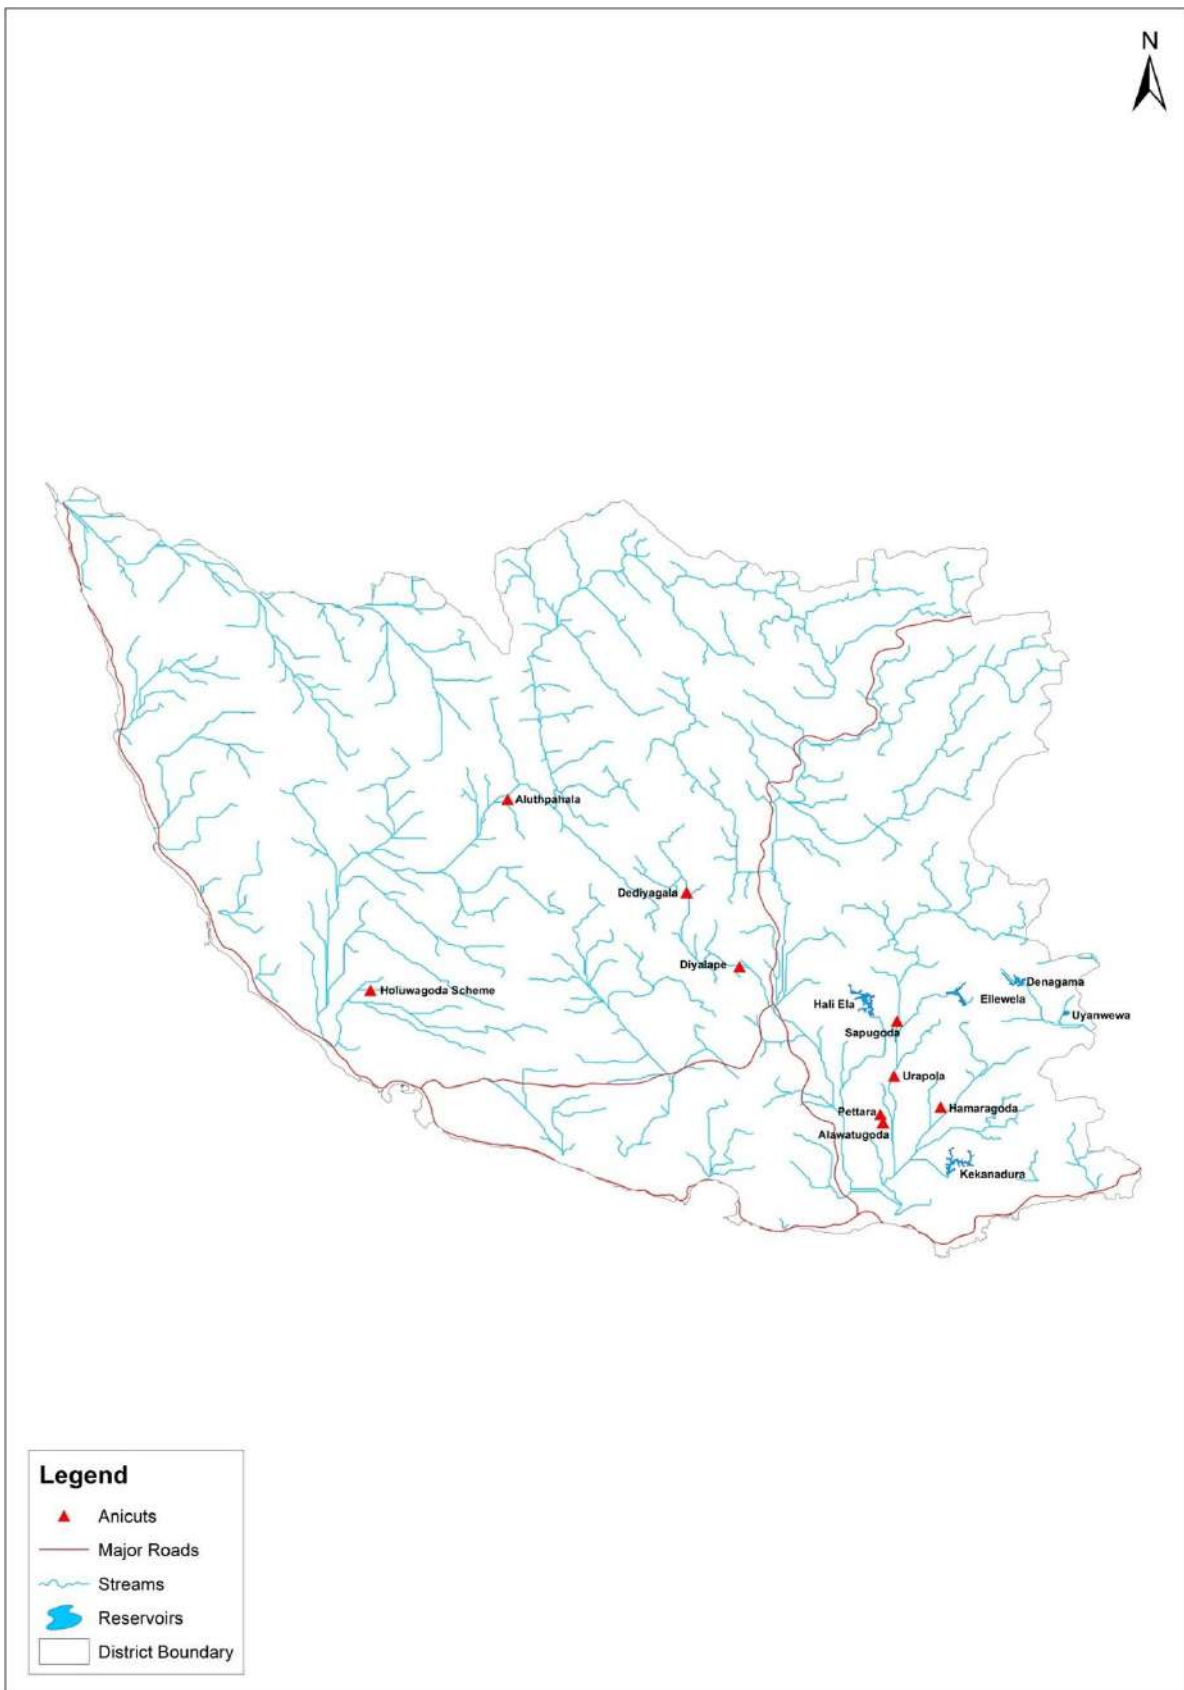 N
Aluthpahala
Dediyagala
Diyalape
Holuwagoda Scheme
Denagama
Hali Ela
Ellewela
Uyanwewa
Sapugoda
Urapola
Pettara
Hamaragoda
Alawatugoda
Kekanadura
Legend
Anicuts
Major Roads
Streams
Reservoirs
District Boundary